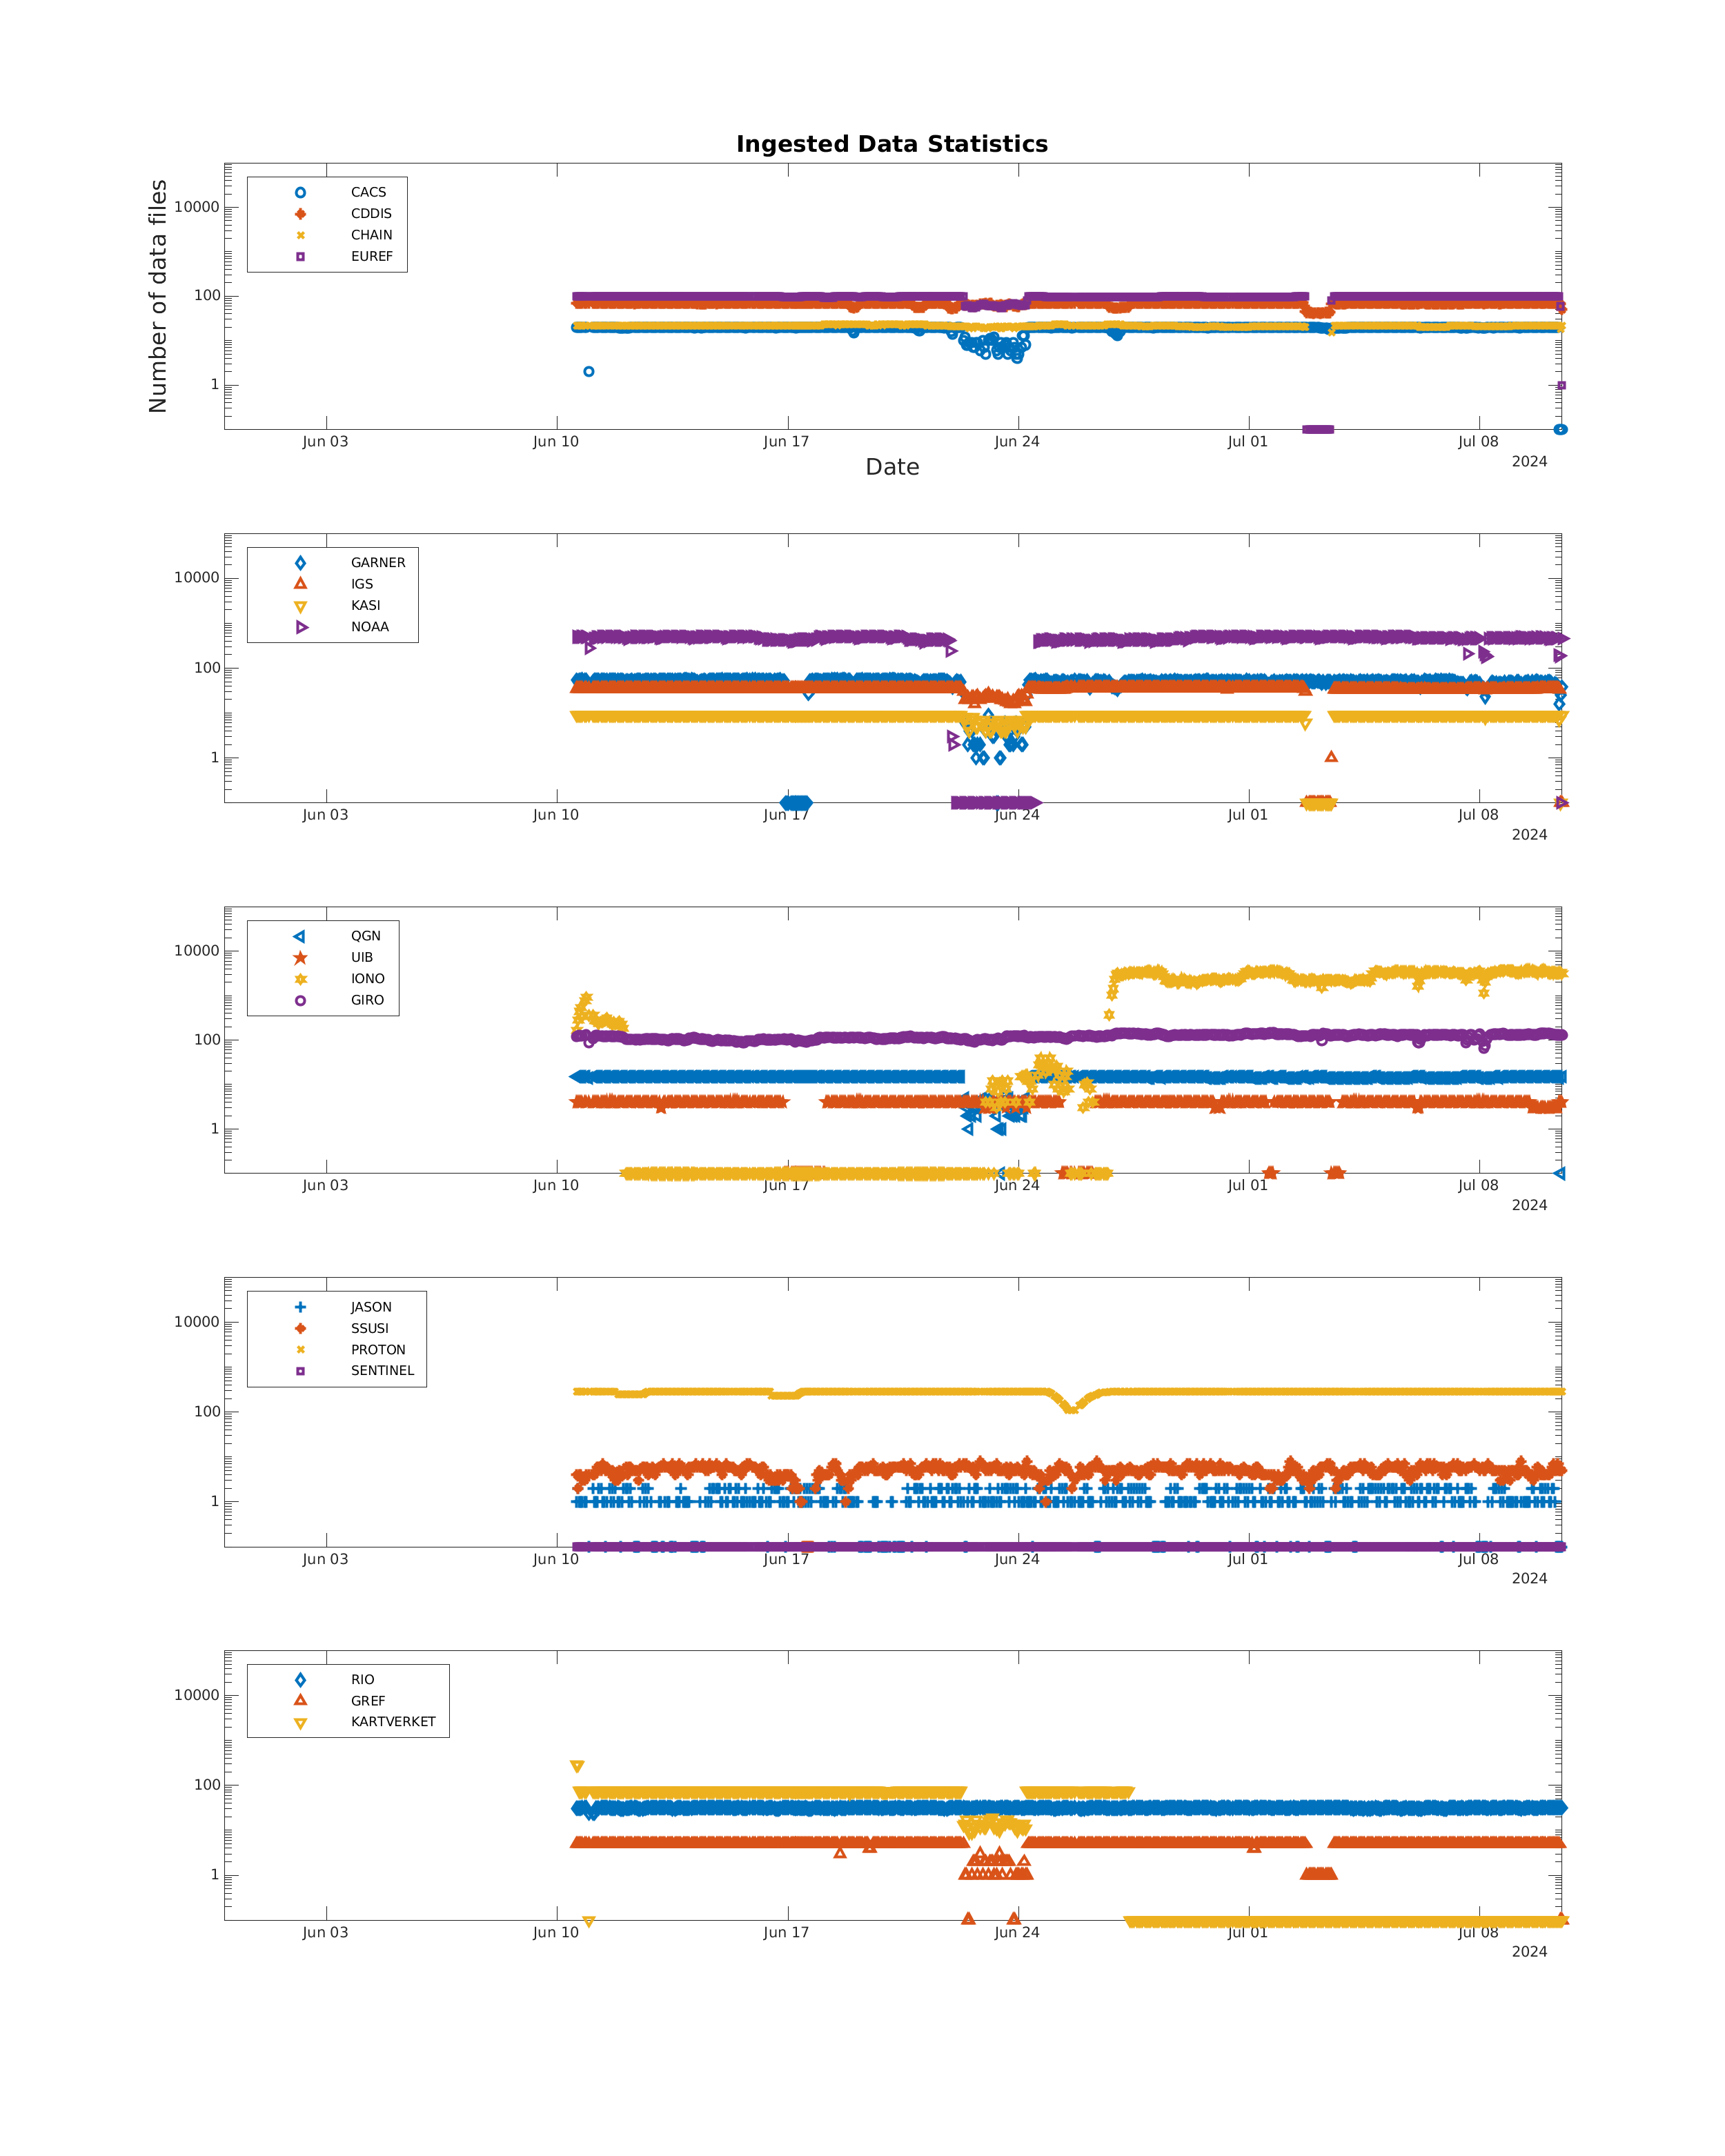 Ingested Data Statistics
Number of data files
10000
100
1
CACS
CDDIS
CHAIN
EUREF
Jun 03 Jun 10 Jun 17 Jun 24 Jul 01 Jul 08
2024
Date
10000
100
1
GARNER
IGS
KASI
NOAA
Jun 03 Jun 10 Jun 17 Jun 24 Jul 01 Jul 08
2024
10000
100
1
QGN
UIB
IONO
GIRO
Jun 03 Jun 10 Jun 17 Jun 24 Jul 01 Jul 08
2024
10000
100
1
JASON
SSUSI
PROTON
SENTINEL
Jun 03 Jun 10 Jun 17 Jun 24 Jul 01 Jul 08
2024
10000
100
1
RIO
GREF
KARTVERKET
Jun 03 Jun 10 Jun 17 Jun 24 Jul 01 Jul 08
2024